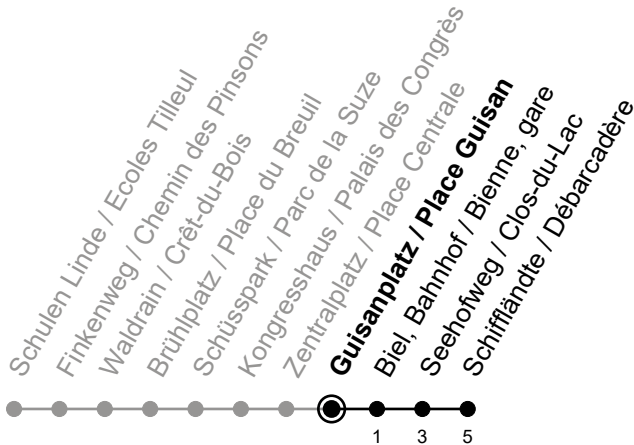 Schulen Linde / Ecoles Tilleul
Finkenweg / Chemin des Pinsons
Waldrain / Crêt-du-Bois
Brühlplatz / Place du Breuil
Schüsspark / Parc de la Suze
Kongresshaus / Palais des Congrès
Zentralplatz / Place Centrale
Guisanplatz / Place Guisan
Biel, Bahnhof / Bienne, gare
Seehofweg / Clos-du-Lac
Schiffländte / Débarcadère
1 3 5